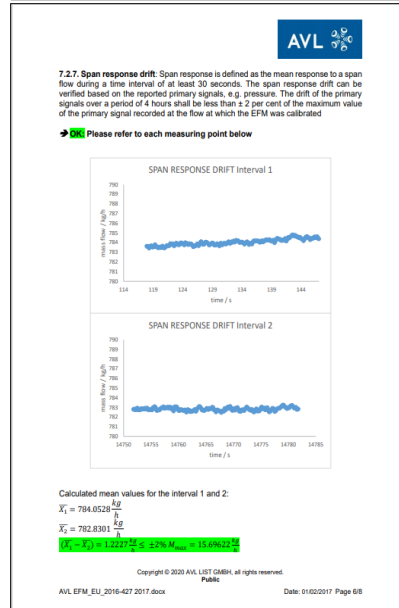 AVL
7.2.7. Span response drift: Span response is defined as the mean response to a span
flow during a time interval of at least 30 seconds. The span response drift can be
verified based on the reported primary signals, e.g. pressure. The drift of the primary
signals over a period of 4 hours shall be less than ± 2 per cent of the maximum value
of the primary signal recorded at the flow at which the EFM was calibrated
➔ OK: Please refer to each measuring point below
SPAN RESPONSE DRIFT Interval 1
mass flow / kg/h
790
789
788
787
786
785
784
783
782
781
780
114 119 124 129 134 139 144
time / s
SPAN RESPONSE DRIFT Interval 2
mass flow / kg/h
790
789
788
787
786
785
784
783
782
781
780
14750 14755 14760 14765 14770 14775 14780 14785
time / s
Calculated mean values for the interval 1 and 2:
X̅₁ = 784.0528 kg/h
X̅₂ = 782.8301 kg/h
(X̅₁ − X̅₂) = 1.2227 kg/h ≤ ±2% Mmax = 15.69622 kg/h
Copyright © 2020 AVL LIST GMBH, all rights reserved.
Public
AVL EFM_EU_2016-427 2017.docx Date: 01/02/2017 Page 6/8